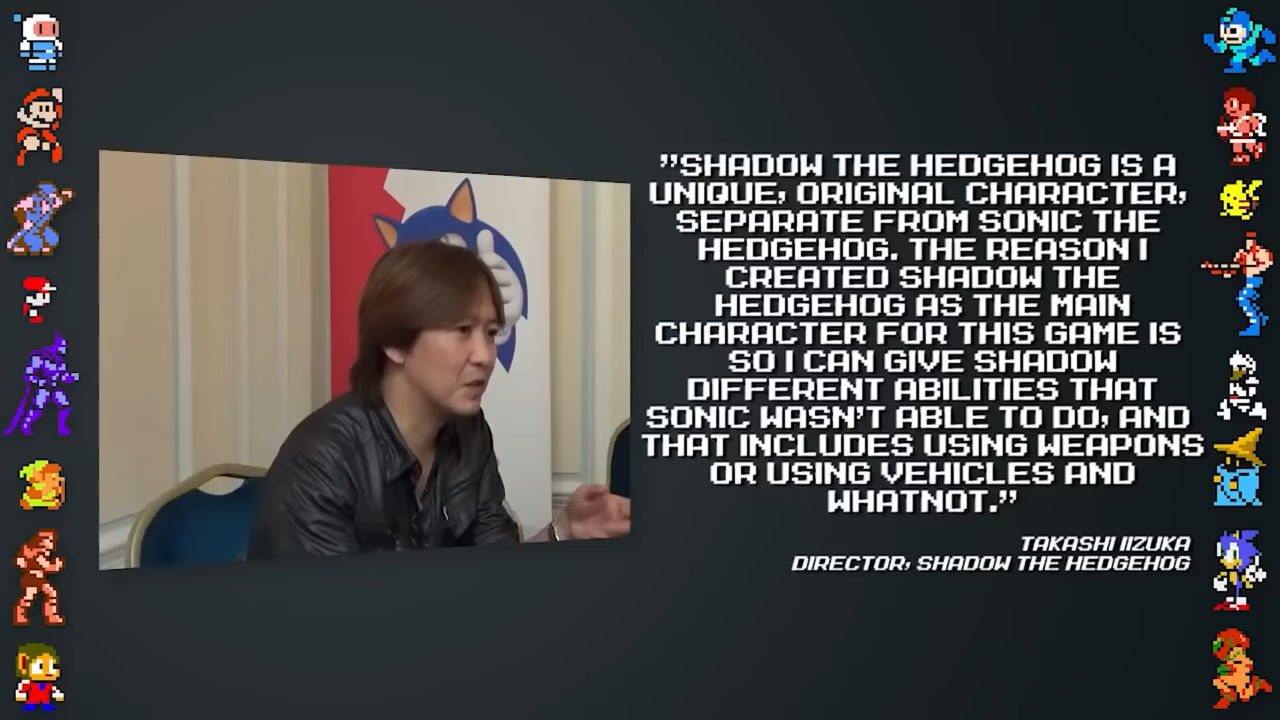 "SHADOW THE HEDGEHOG IS A
UNIQUE, ORIGINAL CHARACTER,
SEPARATE FROM SONIC THE
HEDGEHOG. THE REASON I
CREATED SHADOW THE
HEDGEHOG AS THE MAIN
CHARACTER FOR THIS GAME IS
SO I CAN GIVE SHADOW
DIFFERENT ABILITIES THAT
SONIC WASN'T ABLE TO DO, AND
THAT INCLUDES USING WEAPONS
OR USING VEHICLES AND
WHATNOT."
TAKASHI IIZUKA
DIRECTOR, SHADOW THE HEDGEHOG